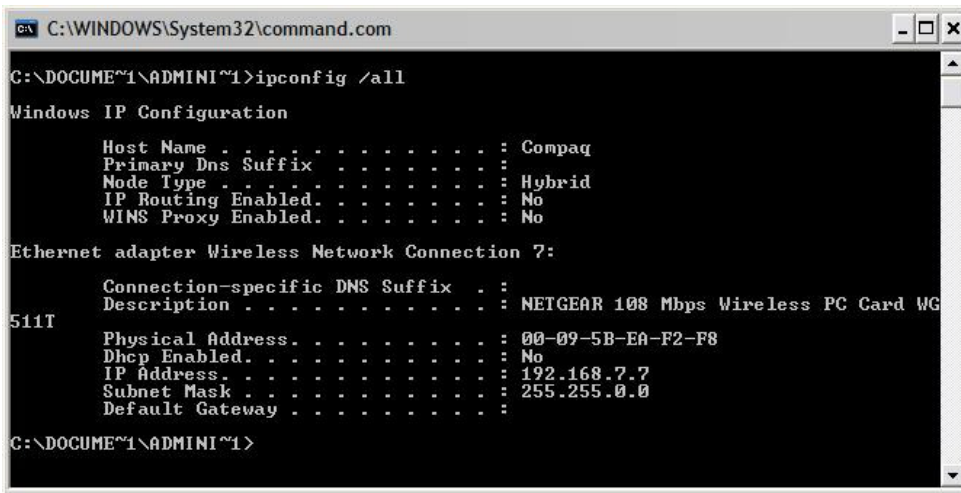 C:\WINDOWS\System32\command.com
C:\DOCUME~1\ADMINI~1>ipconfig /all
Windows IP Configuration
Host Name . . . . . . . . . . . . : Compaq
Primary Dns Suffix . . . . . . . :
Node Type . . . . . . . . . . . . : Hybrid
IP Routing Enabled. . . . . . . . : No
WINS Proxy Enabled. . . . . . . . : No
Ethernet adapter Wireless Network Connection 7:
Connection-specific DNS Suffix . :
Description . . . . . . . . . . . : NETGEAR 108 Mbps Wireless PC Card WG
511T
Physical Address. . . . . . . . . : 00-09-5B-EA-F2-F8
Dhcp Enabled. . . . . . . . . . . : No
IP Address. . . . . . . . . . . . : 192.168.7.7
Subnet Mask . . . . . . . . . . . : 255.255.0.0
Default Gateway . . . . . . . . . :
C:\DOCUME~1\ADMINI~1>